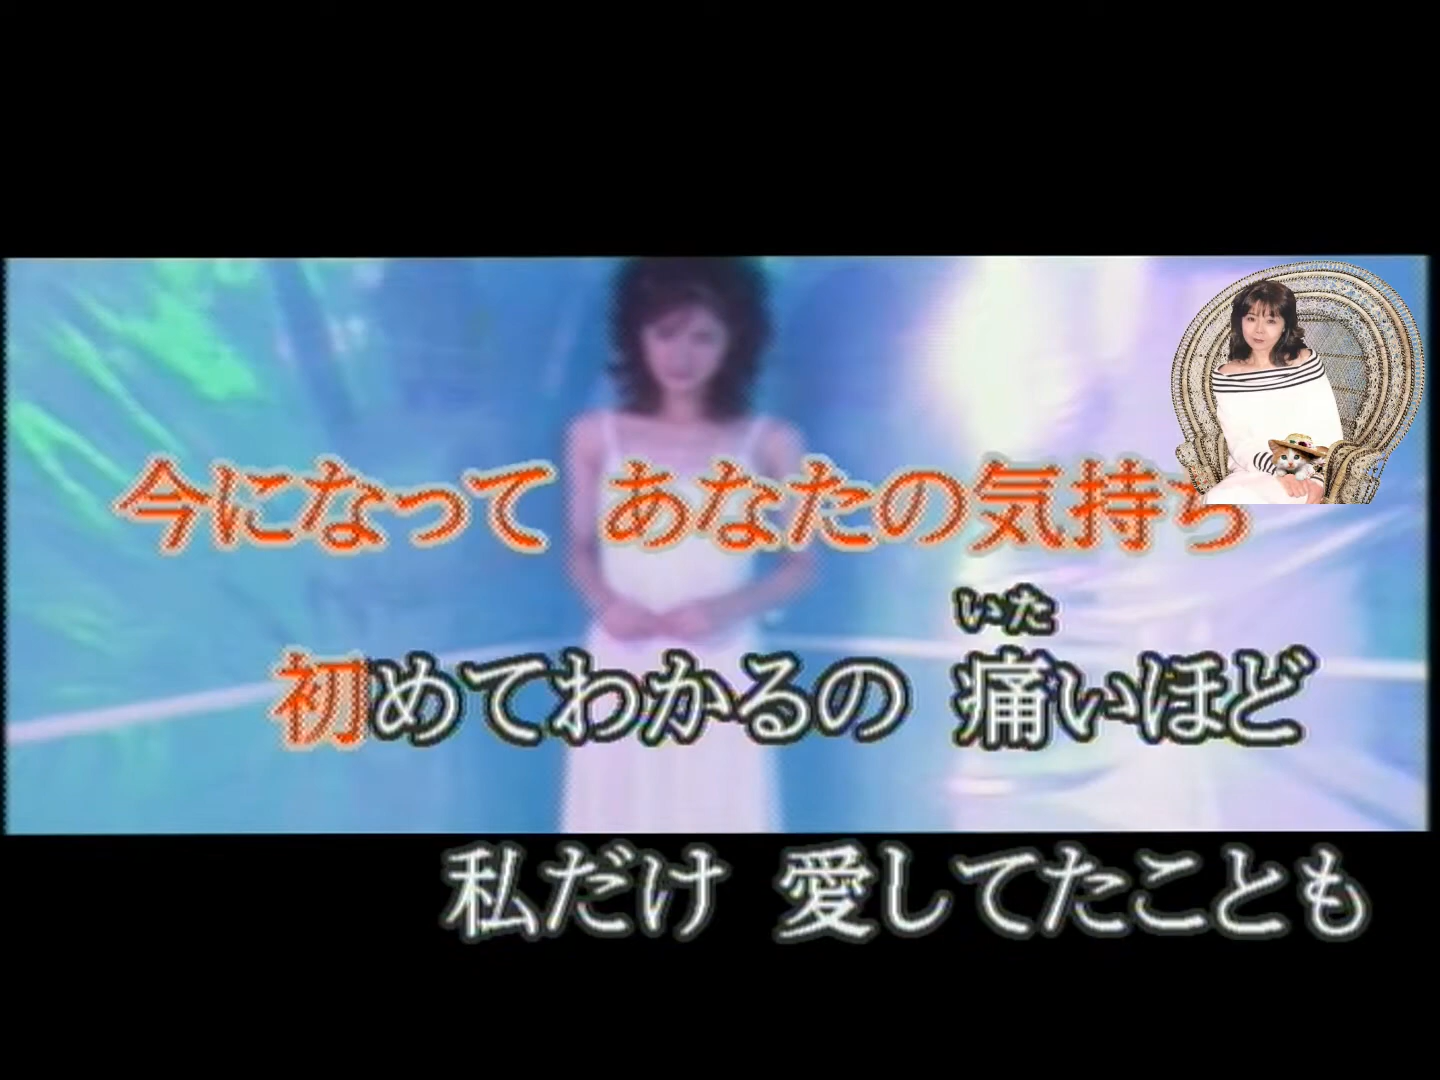 今になって あなたの気持ち
いた
初めてわかるの 痛いほど
私だけ 愛してたことも